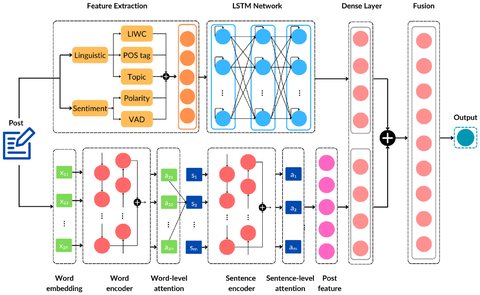 Feature Extraction
LSTM Network
Dense Layer
Fusion
LIWC
Linguistic
POS tag
Topic
Post
Sentiment
Polarity
VAD
Output
Word
embedding
Word
encoder
Word-level
attention
Sentence
encoder
Sentence-level
attention
Post
feature